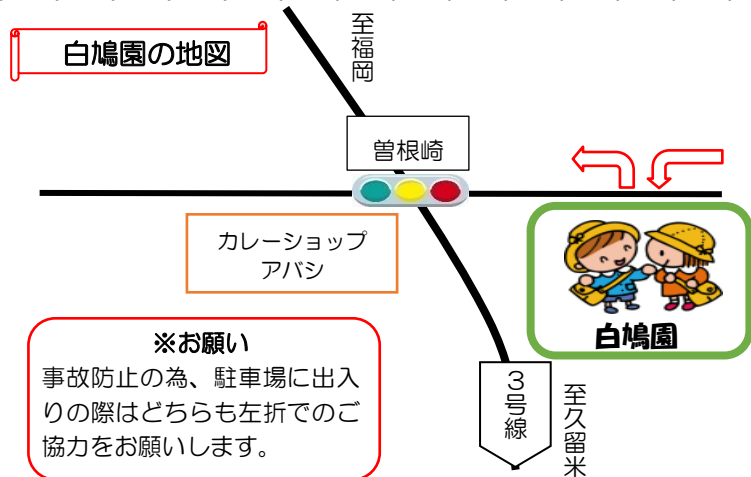 白鳩園の地図
至福岡
曽根崎
カレーショップ
アバシ
白鳩園
※お願い
事故防止の為、駐車場に出入
りの際はどちらも左折でのご
協力をお願いします。
３号線
至久留米